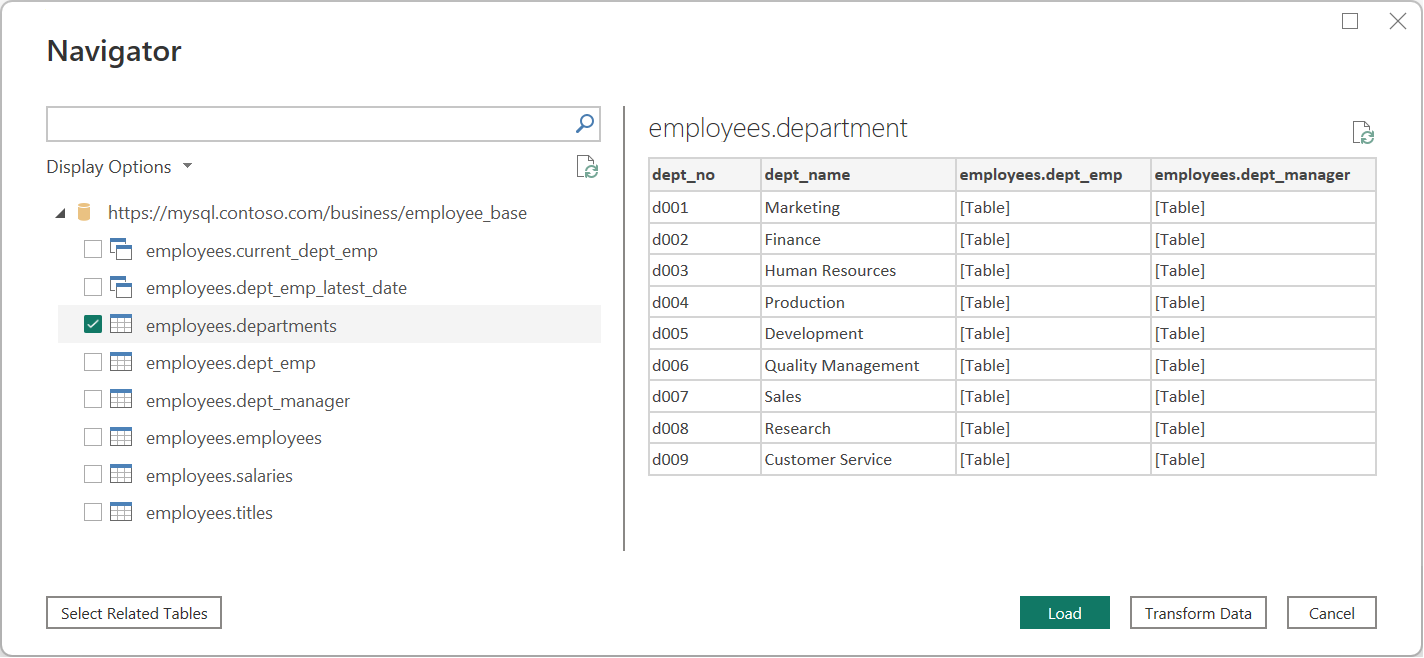 Navigator
Display Options
https://mysql.contoso.com/business/employee_base
employees.current_dept_emp
employees.dept_emp_latest_date
employees.departments
employees.dept_emp
employees.dept_manager
employees.employees
employees.salaries
employees.titles
Select Related Tables
employees.department
dept_no dept_name employees.dept_emp employees.dept_manager
d001 Marketing [Table] [Table]
d002 Finance [Table] [Table]
d003 Human Resources [Table] [Table]
d004 Production [Table] [Table]
d005 Development [Table] [Table]
d006 Quality Management [Table] [Table]
d007 Sales [Table] [Table]
d008 Research [Table] [Table]
d009 Customer Service [Table] [Table]
Load Transform Data Cancel